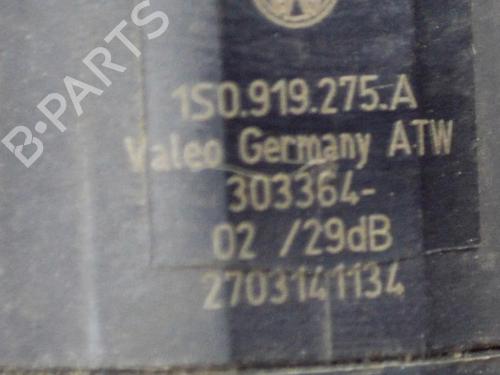 B-PARTS
1S0.919.275.A
Valeo Germany ATW
303364-
02 /29dB
2703141134